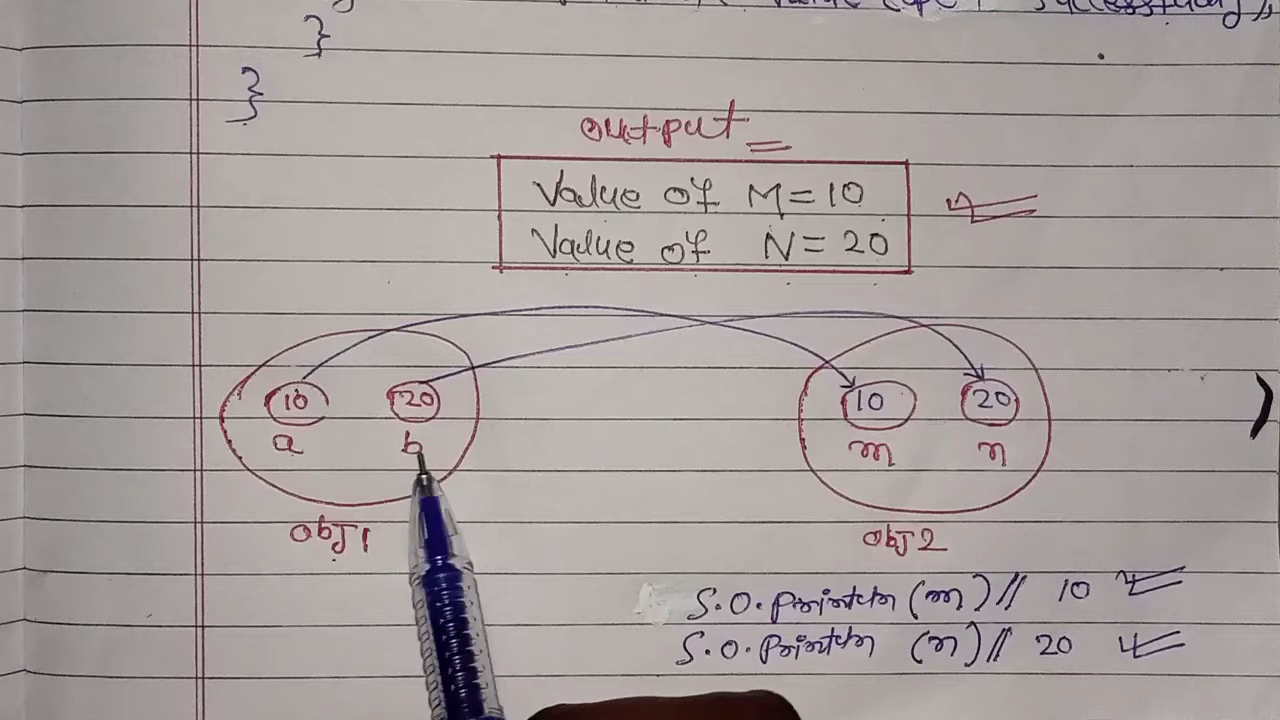 }
}
output
Value of M=10
Value of N=20
10 20 10 20
a b m n
obj1 obj2
S.O.println (m) // 10
S.O.println (n) // 20